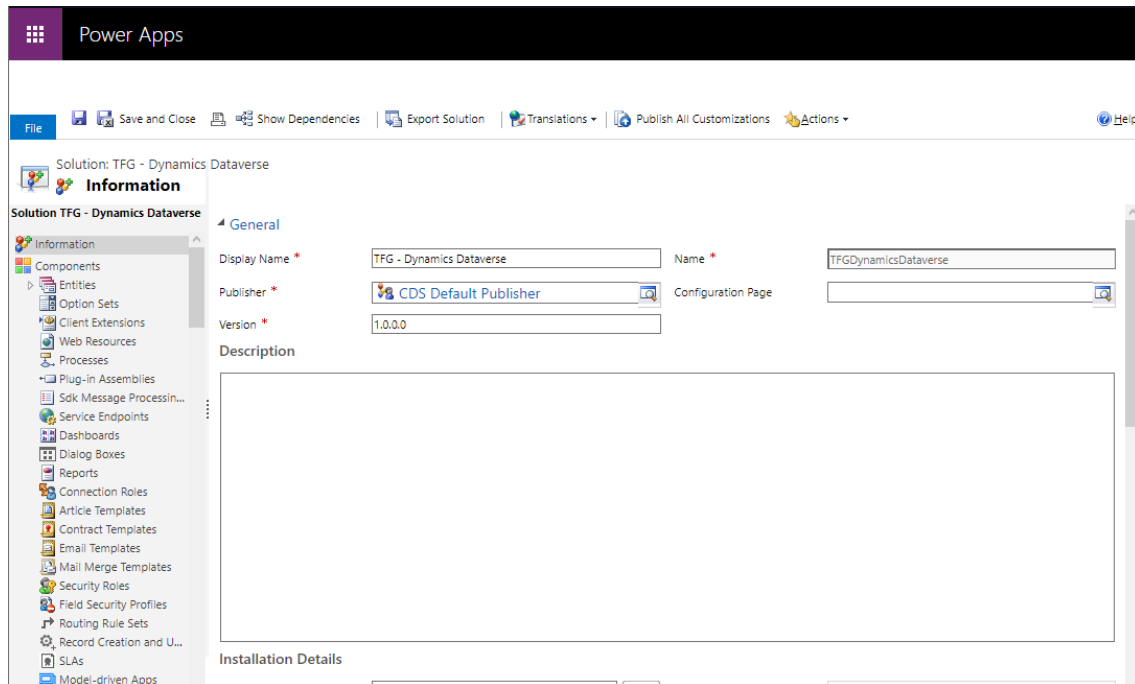 Power Apps
File
Save and Close
Show Dependencies
Export Solution
Translations
Publish All Customizations
Actions
Help
Solution: TFG - Dynamics Dataverse
Information
Solution TFG - Dynamics Dataverse
Information
Components
Entities
Option Sets
Client Extensions
Web Resources
Processes
Plug-in Assemblies
Sdk Message Processin...
Service Endpoints
Dashboards
Dialog Boxes
Reports
Connection Roles
Article Templates
Contract Templates
Email Templates
Mail Merge Templates
Security Roles
Field Security Profiles
Routing Rule Sets
Record Creation and U...
SLAs
Model-driven Apps
General
Display Name * TFG - Dynamics Dataverse Name * TFGDynamicsDataverse
Publisher * CDS Default Publisher Configuration Page
Version * 1.0.0.0
Description
Installation Details